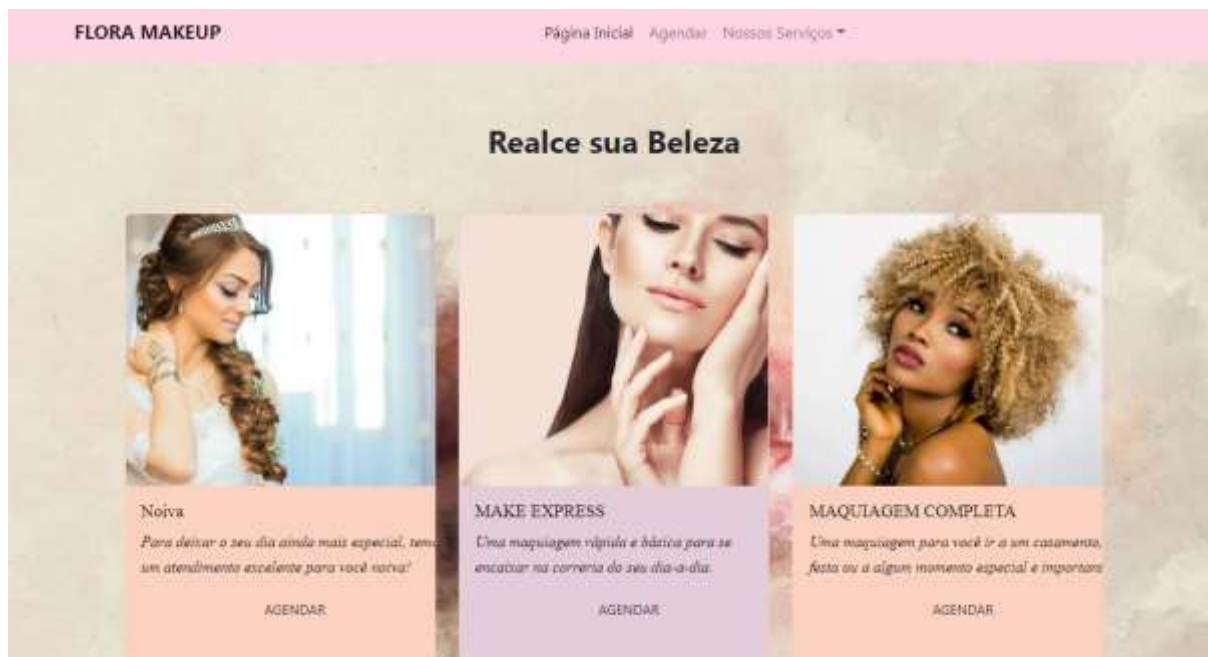 FLORA MAKEUP
Página Inicial Agendar Nossos Serviços
Realce sua Beleza
Noiva
Para deixar o seu dia ainda mais especial, temo
um atendimento excelente para você noiva!
AGENDAR
MAKE EXPRESS
Uma maquiagem rápida e básica para se
encaixar na correria do seu dia-a-dia.
AGENDAR
MAQUIAGEM COMPLETA
Uma maquiagem para você ir a um casamento,
festa ou a algum momento especial e important
AGENDAR